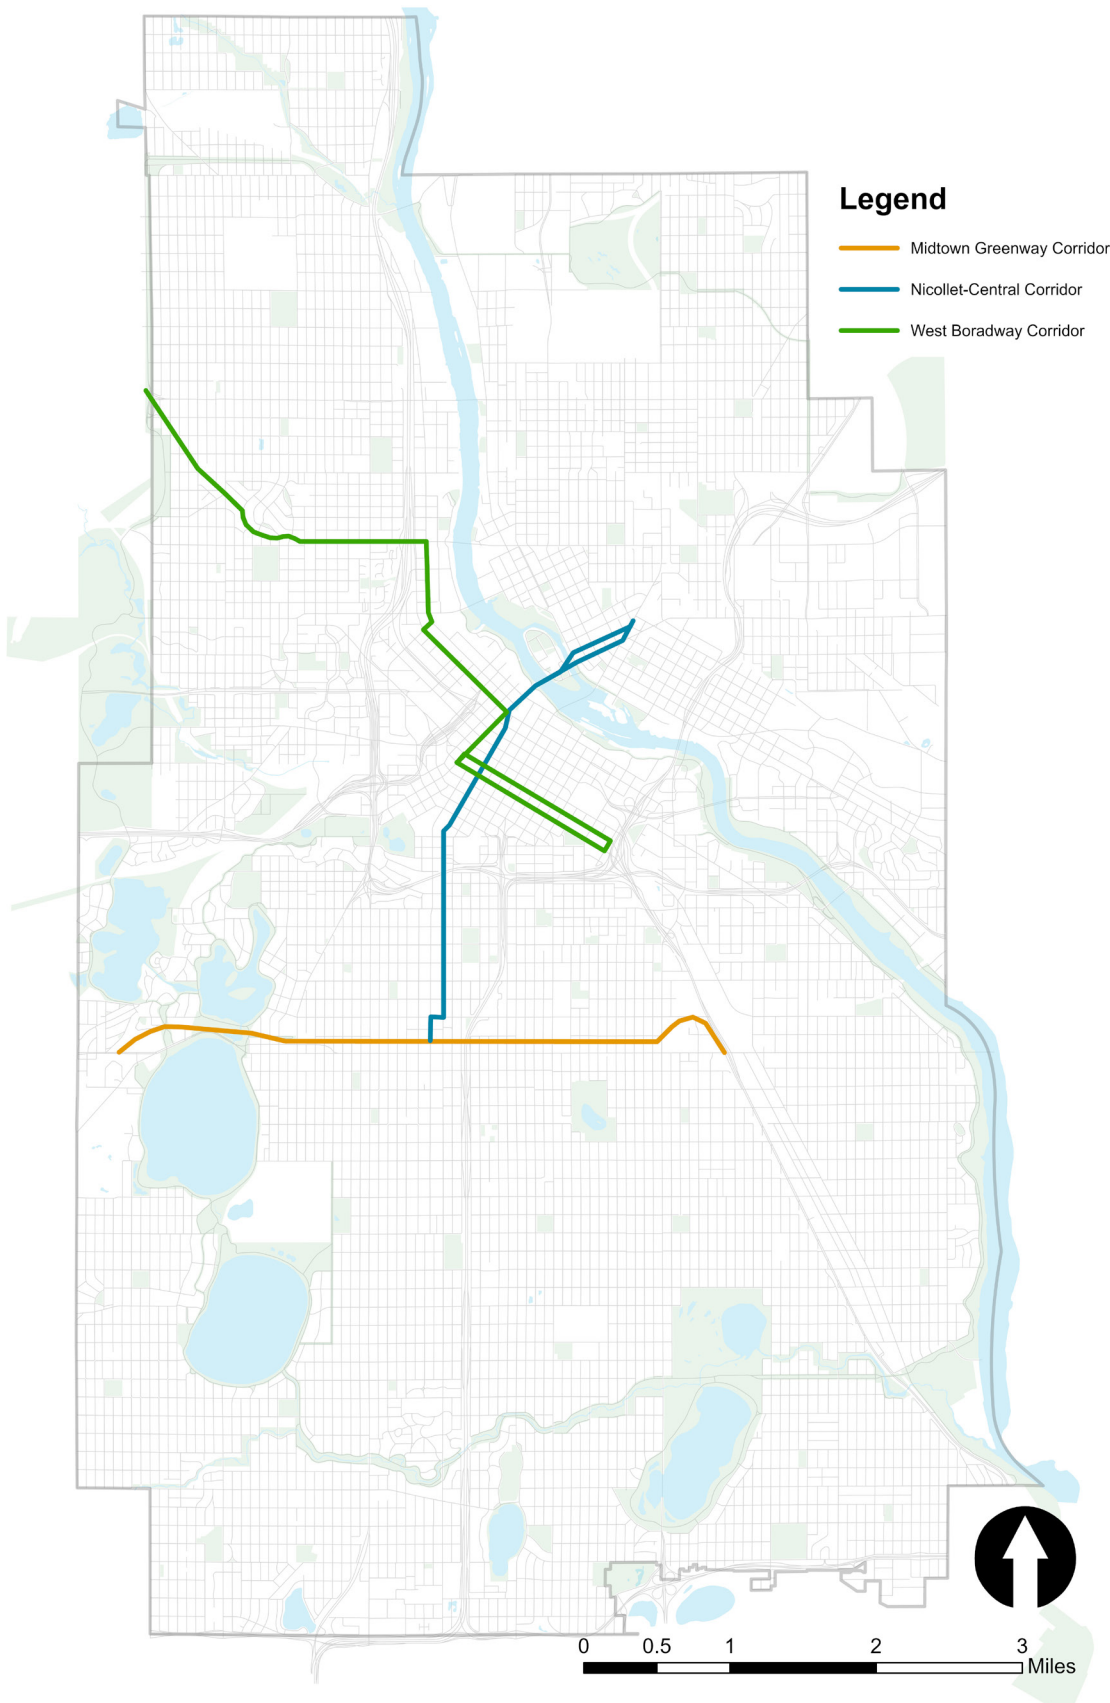 Legend
Midtown Greenway Corridor
Nicollet-Central Corridor
West Boradway Corridor
0 0.5 1 2 3
Miles